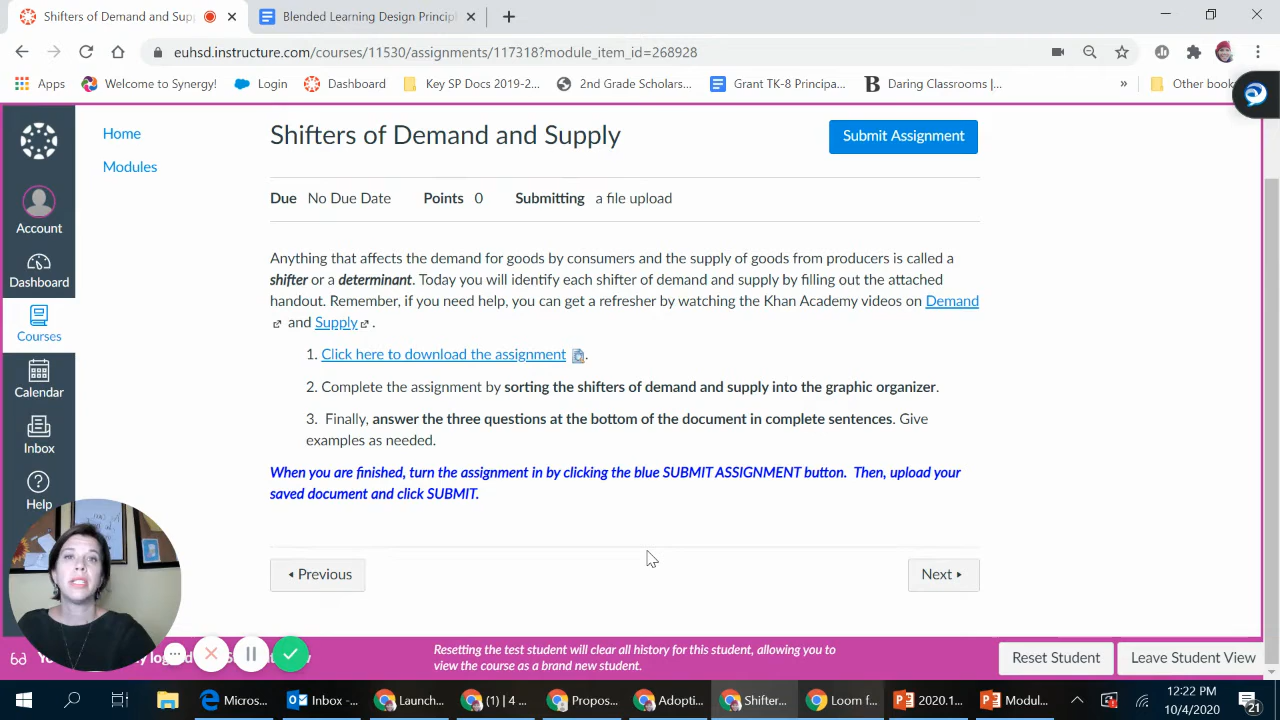 Shifters of Demand and Supp
Blended Learning Design Principl
euhsd.instructure.com/courses/11530/assignments/117318?module_item_id=268928
Apps
Welcome to Synergy!
Login
Dashboard
Key SP Docs 2019-2...
2nd Grade Scholars...
Grant TK-6 Principa...
B
Daring Classrooms |...
»
Other book
Home
Modules
Account
Dashboard
Courses
Calendar
Inbox
Help
Shifters of Demand and Supply
Submit Assignment
Due No Due Date Points 0 Submitting a file upload
Anything that affects the demand for goods by consumers and the supply of goods from producers is called a
shifter or a determinant. Today you will identify each shifter of demand and supply by filling out the attached
handout. Remember, if you need help, you can get a refresher by watching the Khan Academy videos on Demand
and Supply .
1. Click here to download the assignment .
2. Complete the assignment by sorting the shifters of demand and supply into the graphic organizer.
3. Finally, answer the three questions at the bottom of the document in complete sentences. Give
examples as needed.
When you are finished, turn the assignment in by clicking the blue SUBMIT ASSIGNMENT button. Then, upload your
saved document and click SUBMIT.
Previous
Next
Resetting the test student will clear all history for this student, allowing you to
view the course as a brand new student.
Reset Student
Leave Student View
Micros...
Inbox -...
Launch...
(1) | 4 ...
Propos...
Adopti...
Shifter...
Loom f...
2020.1...
Modul...
12:22 PM
10/4/2020
21